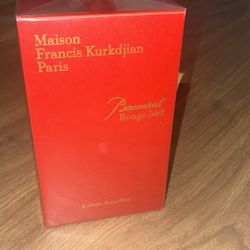 Maison
Francis Kurkdjian
Paris
Baccarat
Rouge 540
Extrait de parfum